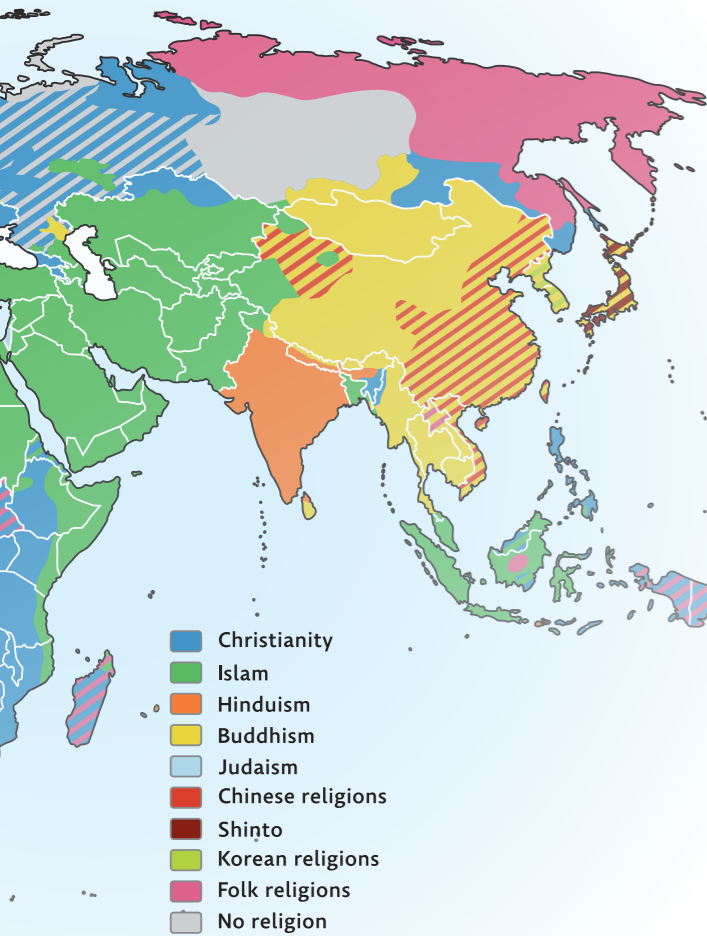 Christianity
Islam
Hinduism
Buddhism
Judaism
Chinese religions
Shinto
Korean religions
Folk religions
No religion